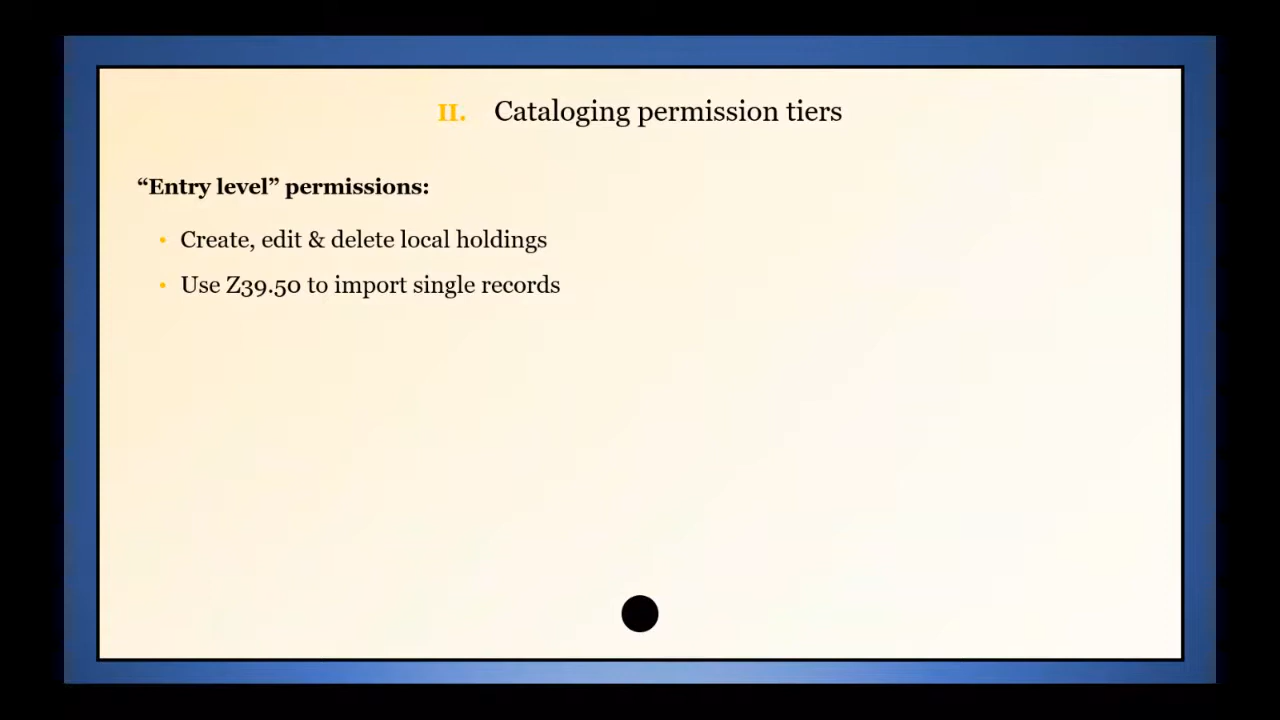 II. Cataloging permission tiers
“Entry level” permissions:
• Create, edit & delete local holdings
• Use Z39.50 to import single records